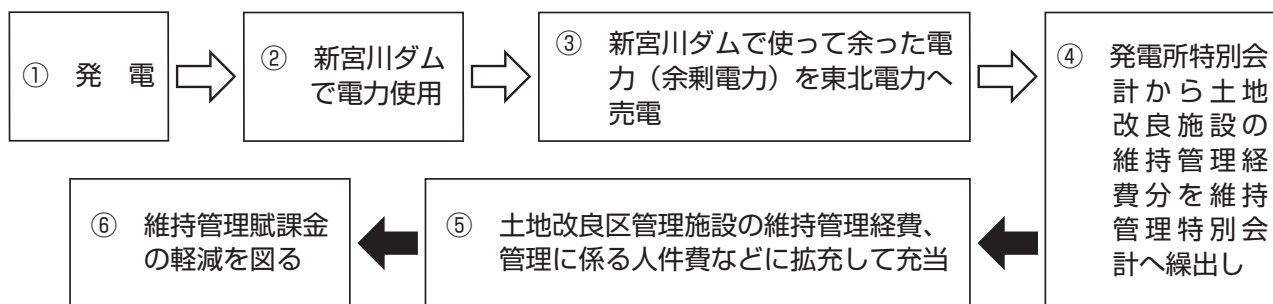 ① 発　電
② 新宮川ダム
で電力使用
③ 新宮川ダムで使って余った電
力（余剰電力）を東北電力へ
売電
④ 発電所特別会
計から土地
改良施設の
維持管理経
費分を維持
管理特別会
計へ繰出し
⑤ 土地改良区管理施設の維持管理経費、
管理に係る人件費などに拡充して充当
⑥ 維持管理賦課金
の軽減を図る